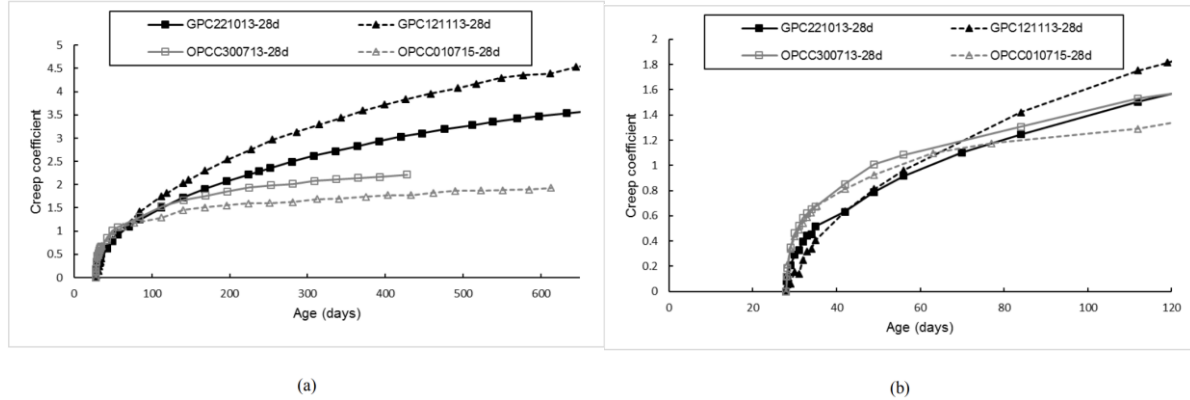 GPC221013-28d GPC121113-28d
OPCC300713-28d OPCC010715-28d
5
4.5
4
3.5
3
2.5
2
1.5
1
0.5
0
Creep coefficient
0 100 200 300 400 500 600
Age (days)
(a)
GPC221013-28d GPC121113-28d
OPCC300713-28d OPCC010715-28d
2
1.8
1.6
1.4
1.2
1
0.8
0.6
0.4
0.2
0
Creep coefficient
0 20 40 60 80 100 120
Age (days)
(b)